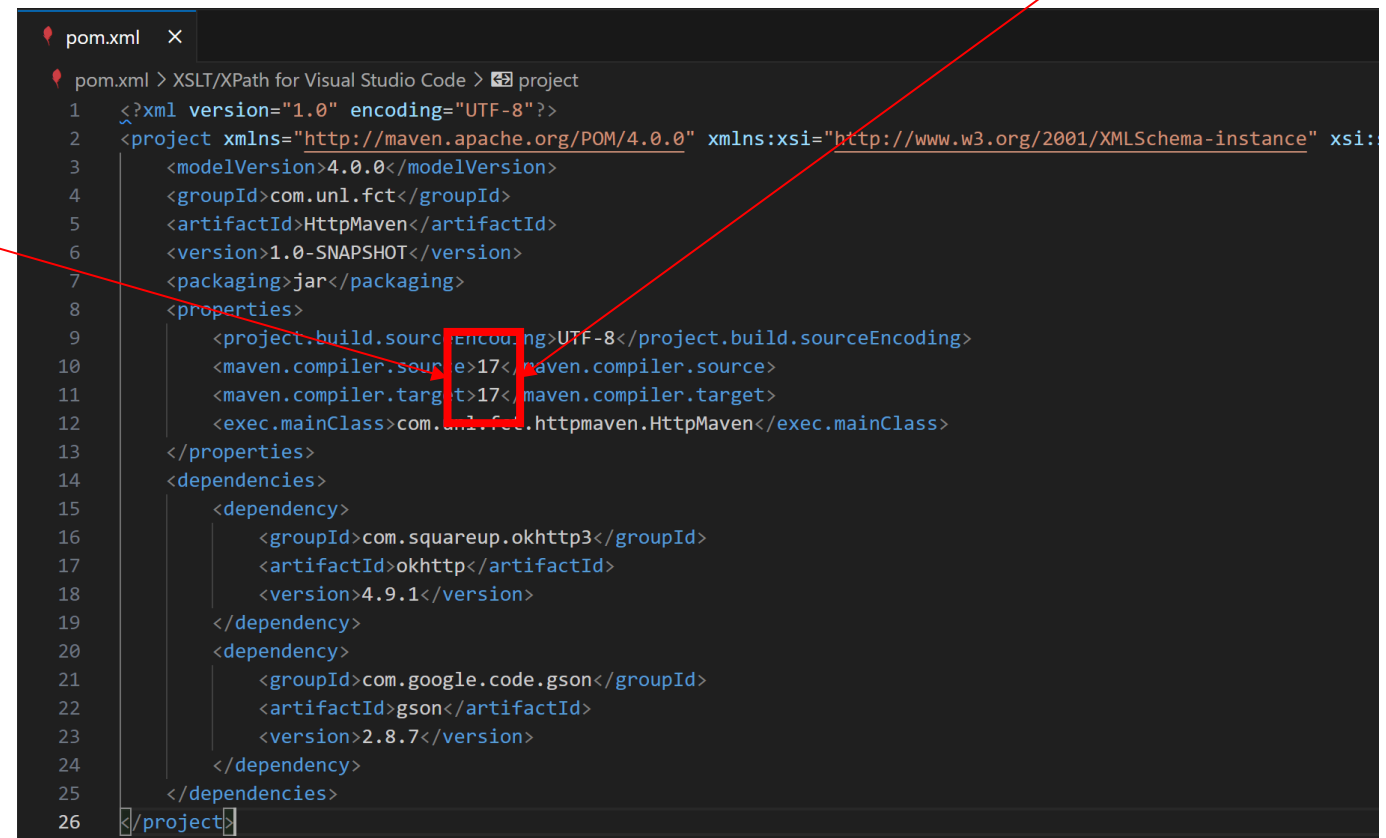 pom.xml
pom.xml > XSLT/XPath for Visual Studio Code > project
1 <?xml version="1.0" encoding="UTF-8"?>
2 <project xmlns="http://maven.apache.org/POM/4.0.0" xmlns:xsi="http://www.w3.org/2001/XMLSchema-instance" xsi:s
3 <modelVersion>4.0.0</modelVersion>
4 <groupId>com.unl.fct</groupId>
5 <artifactId>HttpMaven</artifactId>
6 <version>1.0-SNAPSHOT</version>
7 <packaging>jar</packaging>
8 <properties>
9 <project.build.sourceEncoding>UTF-8</project.build.sourceEncoding>
10 <maven.compiler.source>17</maven.compiler.source>
11 <maven.compiler.target>17</maven.compiler.target>
12 <exec.mainClass>com.unl.fct.httpmaven.HttpMaven</exec.mainClass>
13 </properties>
14 <dependencies>
15 <dependency>
16 <groupId>com.squareup.okhttp3</groupId>
17 <artifactId>okhttp</artifactId>
18 <version>4.9.1</version>
19 </dependency>
20 <dependency>
21 <groupId>com.google.code.gson</groupId>
22 <artifactId>gson</artifactId>
23 <version>2.8.7</version>
24 </dependency>
25 </dependencies>
26 </project>